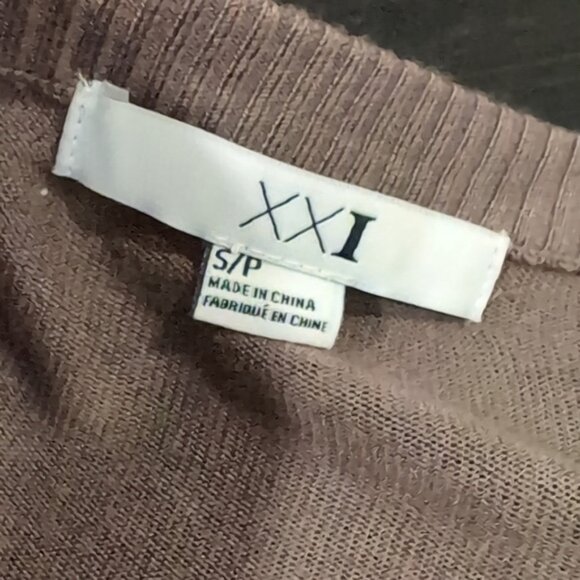 XXI
S/P
MADE IN CHINA
FABRIQUÉ EN CHINE